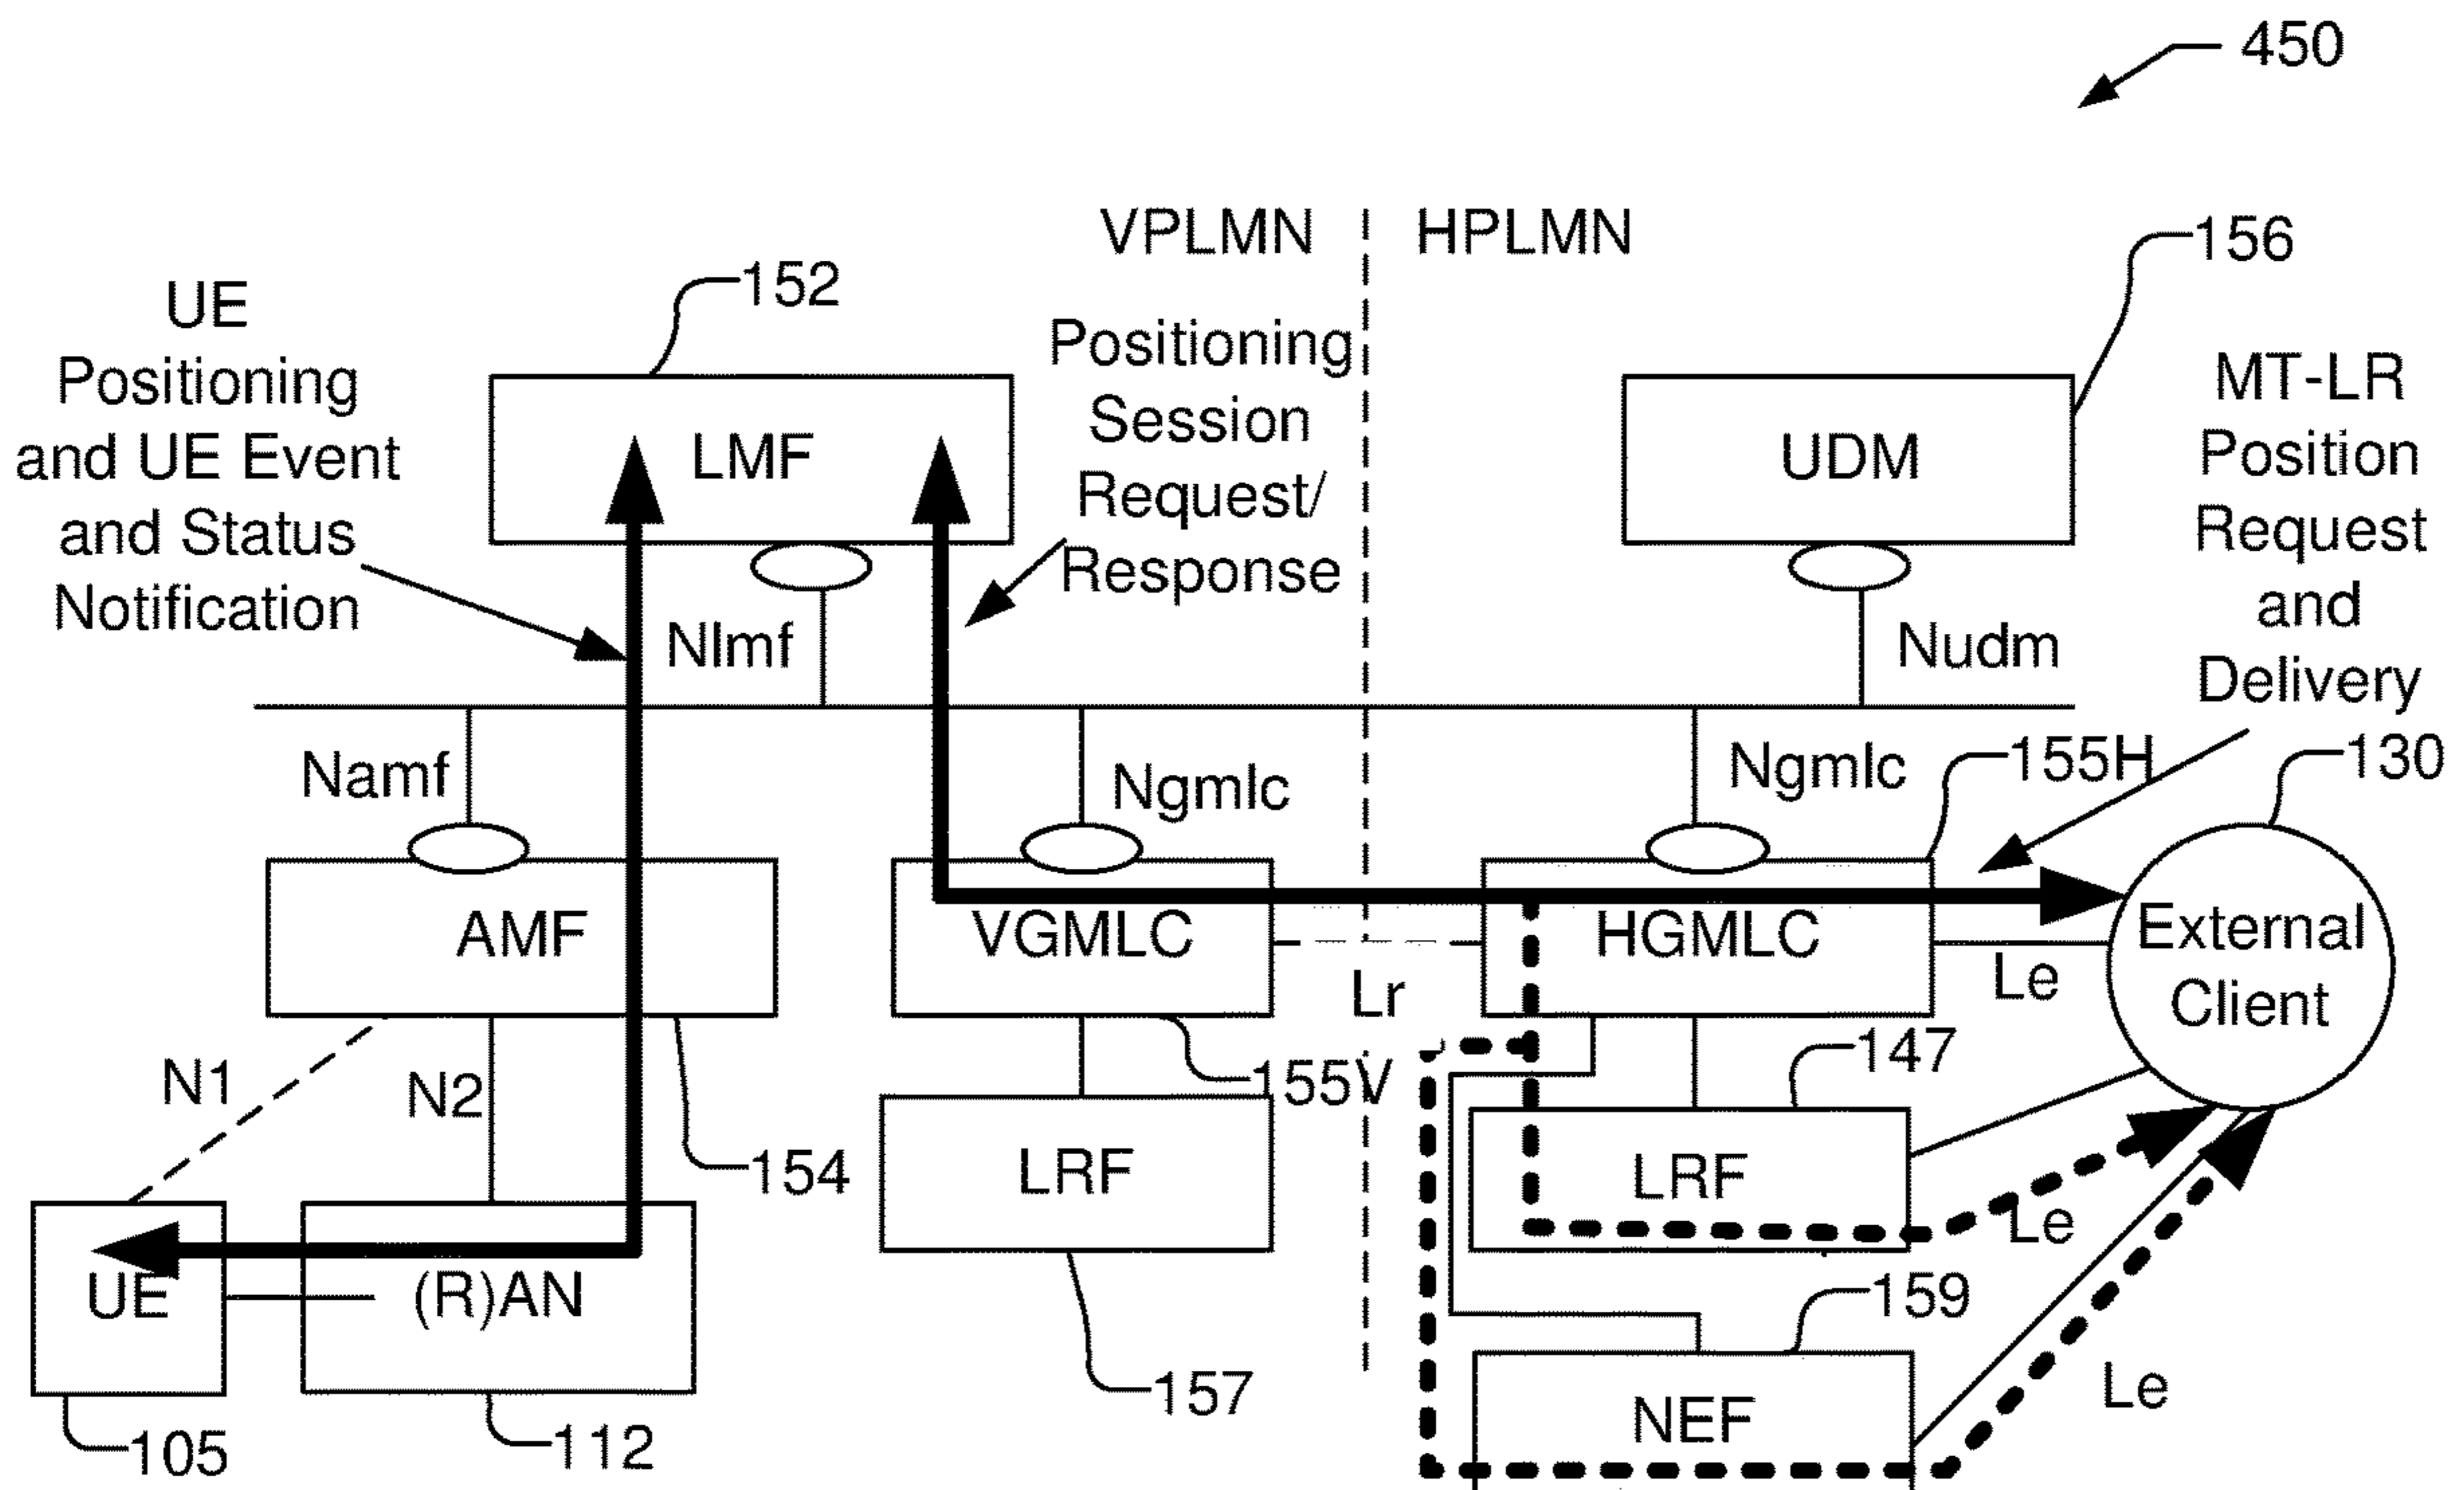 450
VPLMN
HPLMN
156
152
UE
Positioning
and UE Event
and Status
Notification
Positioning
Session
Request/
Response
MT-LR
Position
Request
and
Delivery
LMF
UDM
Nlmf
Nudm
Namf
Ngmlc
Ngmlc
155H
130
AMF
VGMLC
HGMLC
External
Client
Lr
Le
N1
N2
155V
147
154
LRF
LRF
Le
UE
(R)AN
159
157
Le
NEF
105
112